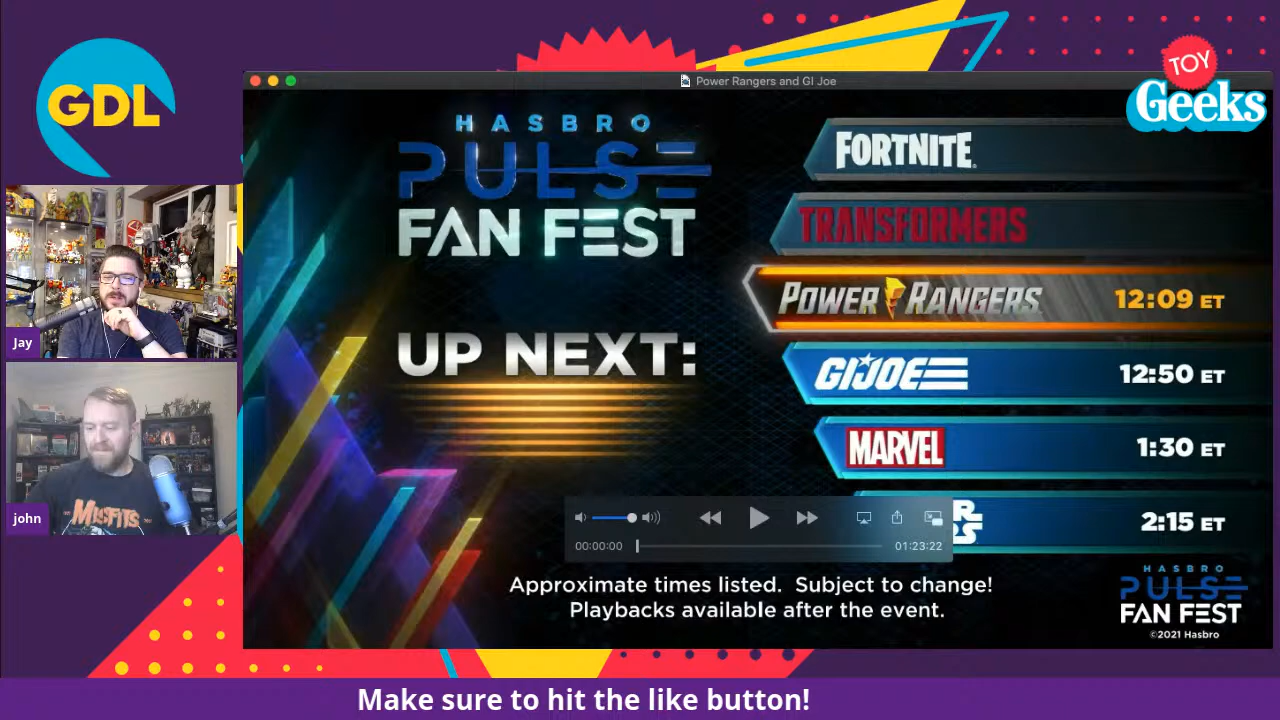 GDL
TOY
Geeks
Power Rangers and GI Joe
HASBRO
PULSE
FAN FEST
UP NEXT:
FORTNITE
TRANSFORMERS
POWER RANGERS 12:09 ET
GI JOE 12:50 ET
MARVEL 1:30 ET
2:15 ET
00:00:00 01:23:22
Approximate times listed. Subject to change!
Playbacks available after the event.
HASBRO
PULSE
FAN FEST
©2021 Hasbro
Jay
MISFITS
john
Make sure to hit the like button!